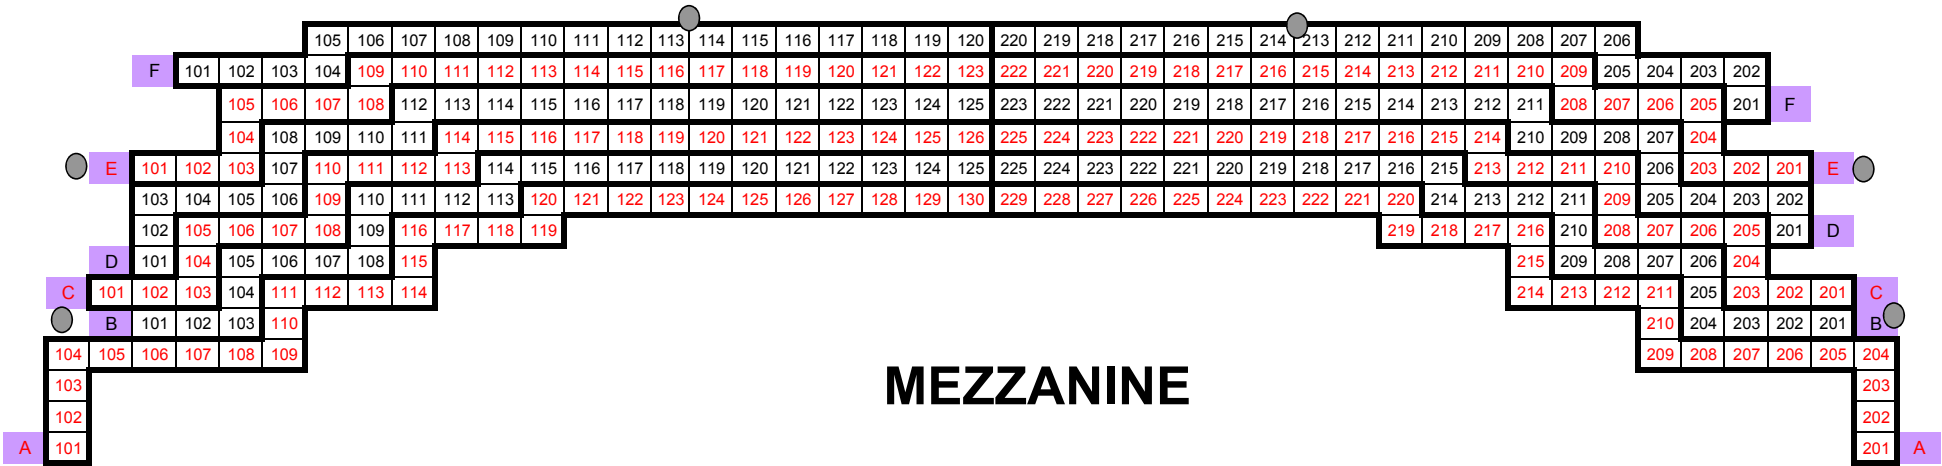 105 106 107 108 109 110 111 112 113 114 115 116 117 118 119 120 220 219 218 217 216 215 214 213 212 211 210 209 208 207 206
F 101 102 103 104 109 110 111 112 113 114 115 116 117 118 119 120 121 122 123 222 221 220 219 218 217 216 215 214 213 212 211 210 209 205 204 203 202
105 106 107 108 112 113 114 115 116 117 118 119 120 121 122 123 124 125 223 222 221 220 219 218 217 216 215 214 213 212 211 208 207 206 205 201 F
104 108 109 110 111 114 115 116 117 118 119 120 121 122 123 124 125 126 225 224 223 222 221 220 219 218 217 216 215 214 210 209 208 207 204
E 101 102 103 107 110 111 112 113 114 115 116 117 118 119 120 121 122 123 124 125 225 224 223 222 221 220 219 218 217 216 215 213 212 211 210 206 203 202 201 E
103 104 105 106 109 110 111 112 113 120 121 122 123 124 125 126 127 128 129 130 229 228 227 226 225 224 223 222 221 220 214 213 212 211 209 205 204 203 202
102 105 106 107 108 109 116 117 118 119 219 218 217 216 210 208 207 206 205 201 D
D 101 104 105 106 107 108 115 215 209 208 207 206 204
C 101 102 103 104 111 112 113 114 214 213 212 211 205 203 202 201 C
B 101 102 103 110 210 204 203 202 201 B
104 105 106 107 108 109 209 208 207 206 205 204
103 MEZZANINE 203
102 202
A 101 201 A